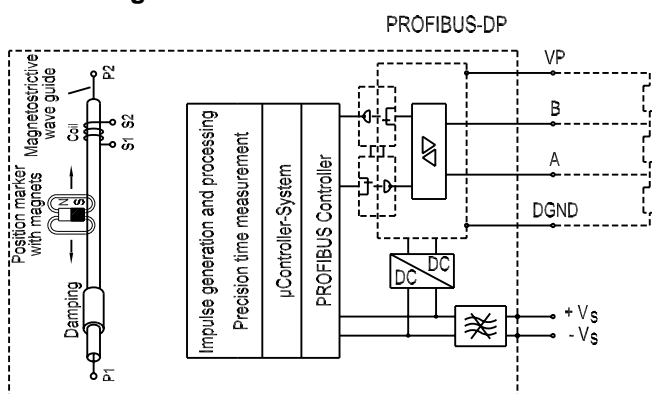 PROFIBUS-DP
VP
B
A
DGND
+ Vs
- Vs
P2
Magnetostrictive
wave guide
Coil
S2
S1
Position marker
with magnets
N
S
Damping
P1
Impulse generation and processing
Precision time measurement
µController-System
PROFIBUS Controller
DC
DC